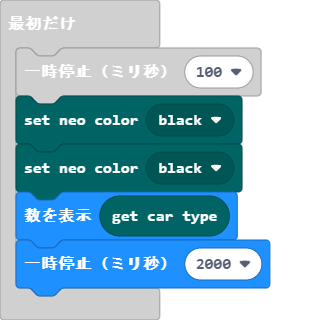 最初だけ
一時停止（ミリ秒） 100
set neo color black
set neo color black
数を表示 get car type
一時停止（ミリ秒） 2000